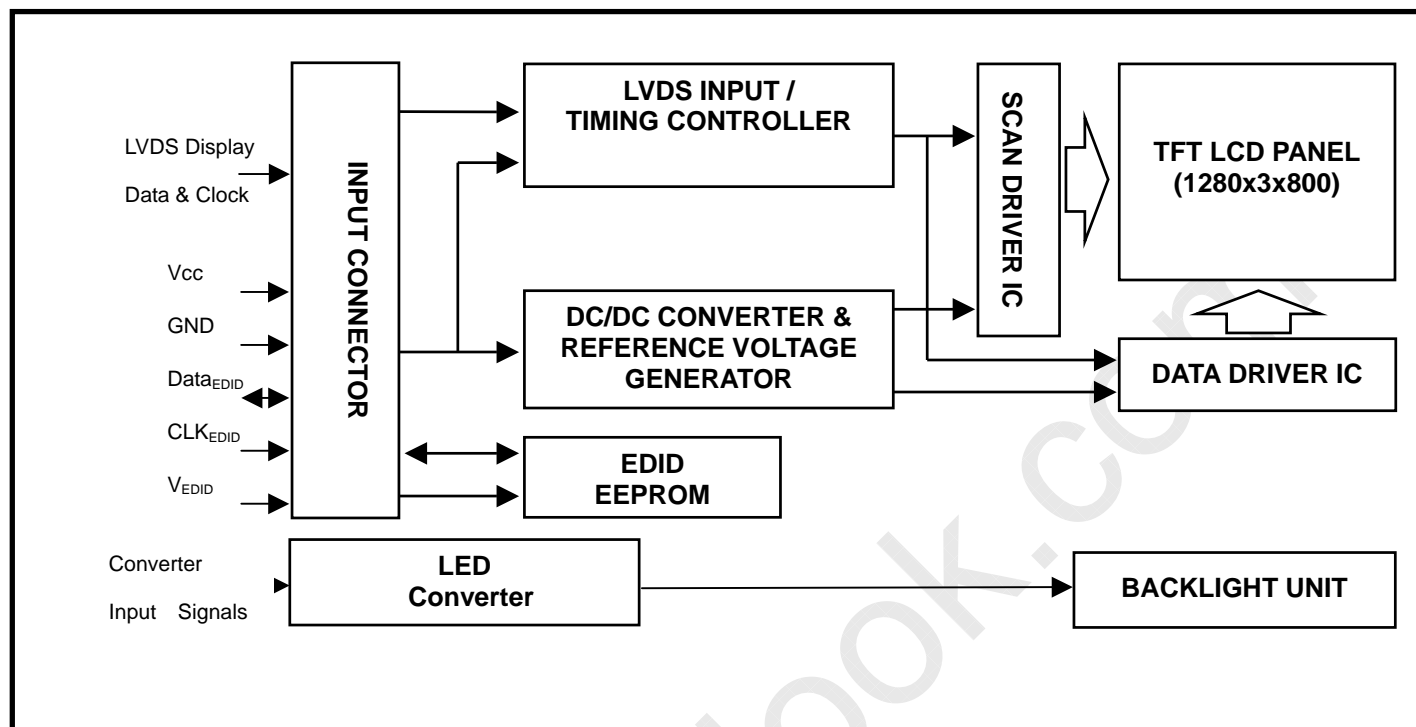 LVDS Display
Data & Clock
Vcc
GND
DataEDID
CLKEDID
VEDID
INPUT CONNECTOR
LVDS INPUT /
TIMING CONTROLLER
DC/DC CONVERTER &
REFERENCE VOLTAGE
GENERATOR
EDID
EEPROM
SCAN DRIVER IC
TFT LCD PANEL
(1280x3x800)
DATA DRIVER IC
Converter
Input Signals
LED
Converter
BACKLIGHT UNIT
ook.com